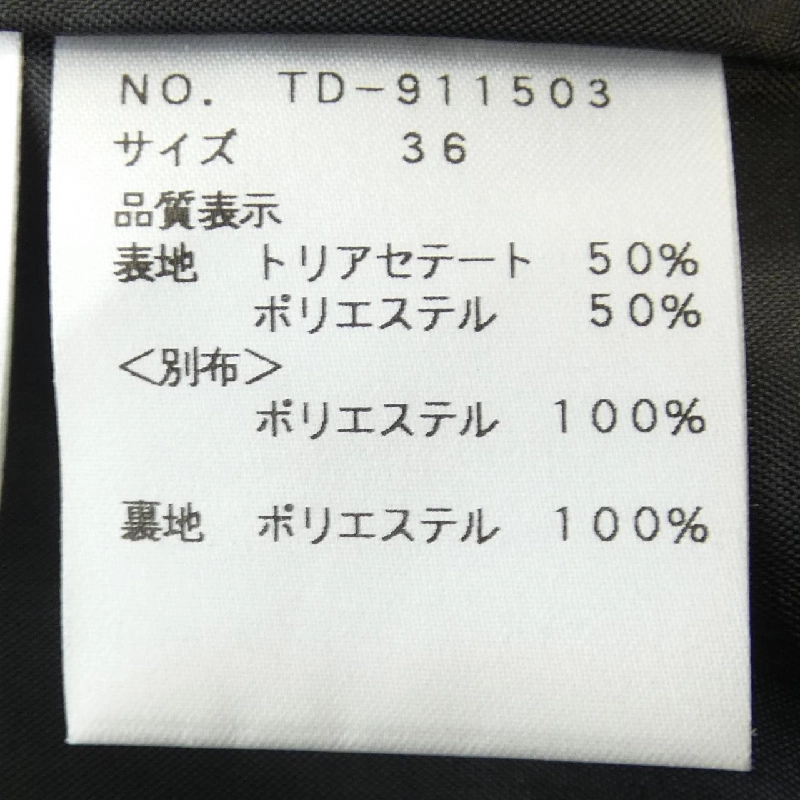 NO. TD-911503
サイズ 36
品質表示
表地 トリアセテート 50%
ポリエステル 50%
<別布>
ポリエステル 100%
裏地 ポリエステル 100%